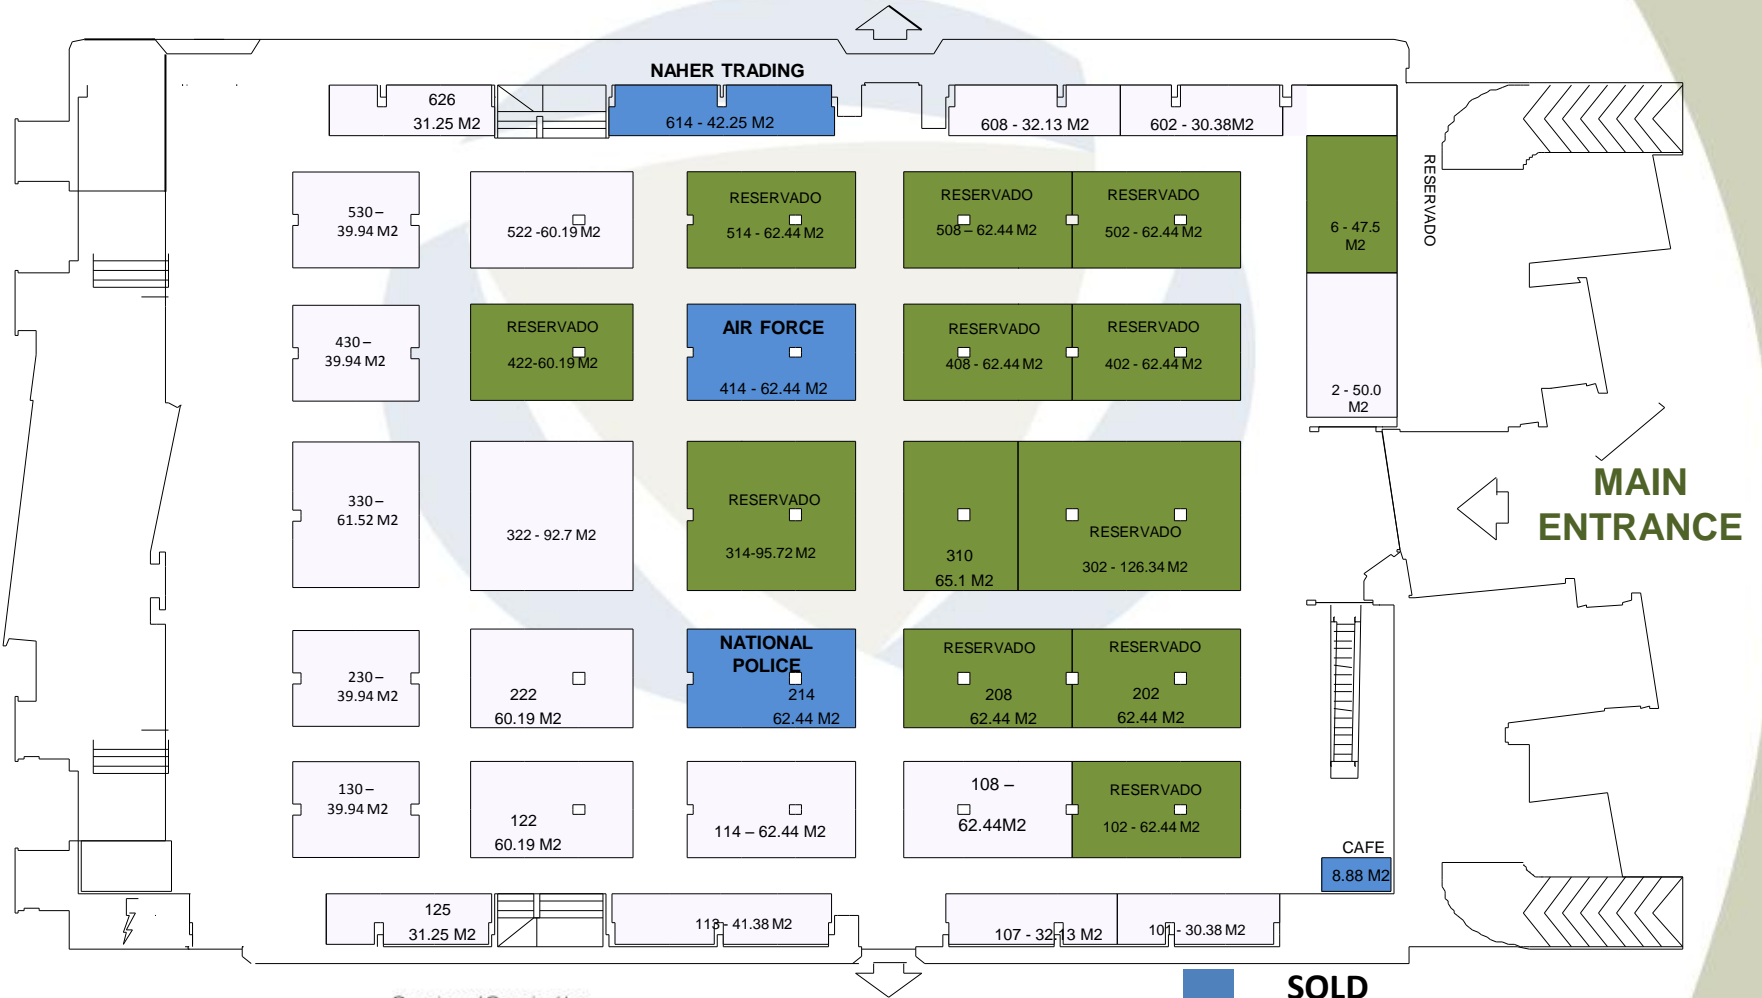 NAHER TRADING
626
31.25 M2
614 - 42.25 M2
608 - 32.13 M2
602 - 30.38M2
RESERVADO
530 –
39.94 M2
522 -60.19 M2
RESERVADO
514 - 62.44 M2
RESERVADO
508 – 62.44 M2
RESERVADO
502 - 62.44 M2
6 - 47.5
M2
430 –
39.94 M2
RESERVADO
422-60.19 M2
AIR FORCE
414 - 62.44 M2
RESERVADO
408 - 62.44 M2
RESERVADO
402 - 62.44 M2
2 - 50.0
M2
MAIN
ENTRANCE
330 –
61.52 M2
322 - 92.7 M2
RESERVADO
314-95.72 M2
310
65.1 M2
RESERVADO
302 - 126.34 M2
230 –
39.94 M2
222
60.19 M2
NATIONAL
POLICE
214
62.44 M2
RESERVADO
208
62.44 M2
RESERVADO
202
62.44 M2
130 –
39.94 M2
122
60.19 M2
114 – 62.44 M2
108 –
62.44M2
RESERVADO
102 - 62.44 M2
CAFE
8.88 M2
125
31.25 M2
113 - 41.38 M2
107 - 32.13 M2
101 - 30.38 M2
SOLD